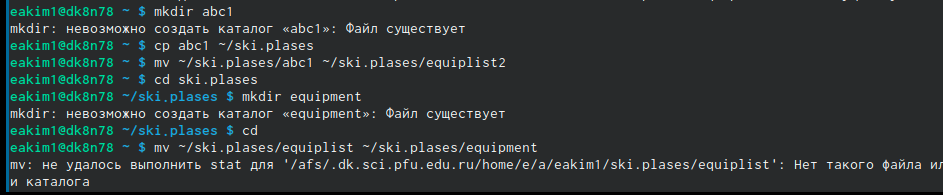 eakim1@dk8n78 ~ $ mkdir abc1
mkdir: невозможно создать каталог «abc1»: Файл существует
eakim1@dk8n78 ~ $ cp abc1 ~/ski.plases
eakim1@dk8n78 ~ $ mv ~/ski.plases/abc1 ~/ski.plases/equiplist2
eakim1@dk8n78 ~ $ cd ski.plases
eakim1@dk8n78 ~/ski.plases $ mkdir equipment
mkdir: невозможно создать каталог «equipment»: Файл существует
eakim1@dk8n78 ~/ski.plases $ cd
eakim1@dk8n78 ~ $ mv ~/ski.plases/equiplist ~/ski.plases/equipment
mv: не удалось выполнить stat для '/afs/.dk.sci.pfu.edu.ru/home/e/a/eakim1/ski.plases/equiplist': Нет такого файла ил
и каталога